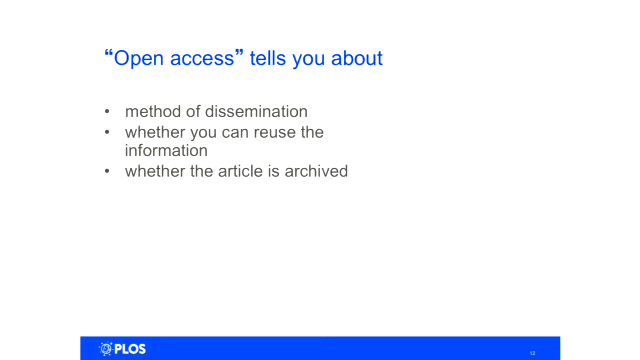 “Open access” tells you about
• method of dissemination
• whether you can reuse the
information
• whether the article is archived
PLOS
12